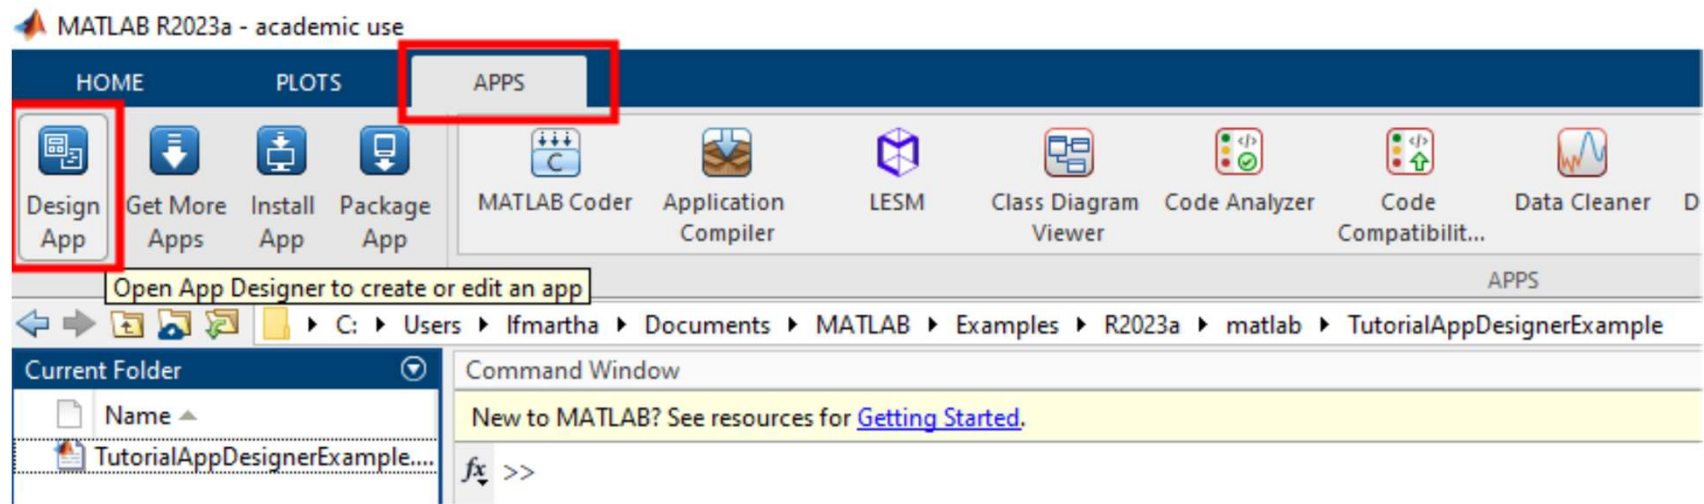 MATLAB R2023a - academic use
HOME PLOTS APPS
Design App
Get More Apps
Install App
Package App
C
MATLAB Coder
Application Compiler
LESM
Class Diagram Viewer
Code Analyzer
Code Compatibilit...
Data Cleaner
D
APPS
Open App Designer to create or edit an app
C: Users lfmartha Documents MATLAB Examples R2023a matlab TutorialAppDesignerExample
Current Folder
Command Window
Name
New to MATLAB? See resources for Getting Started.
TutorialAppDesignerExample....
fx >>